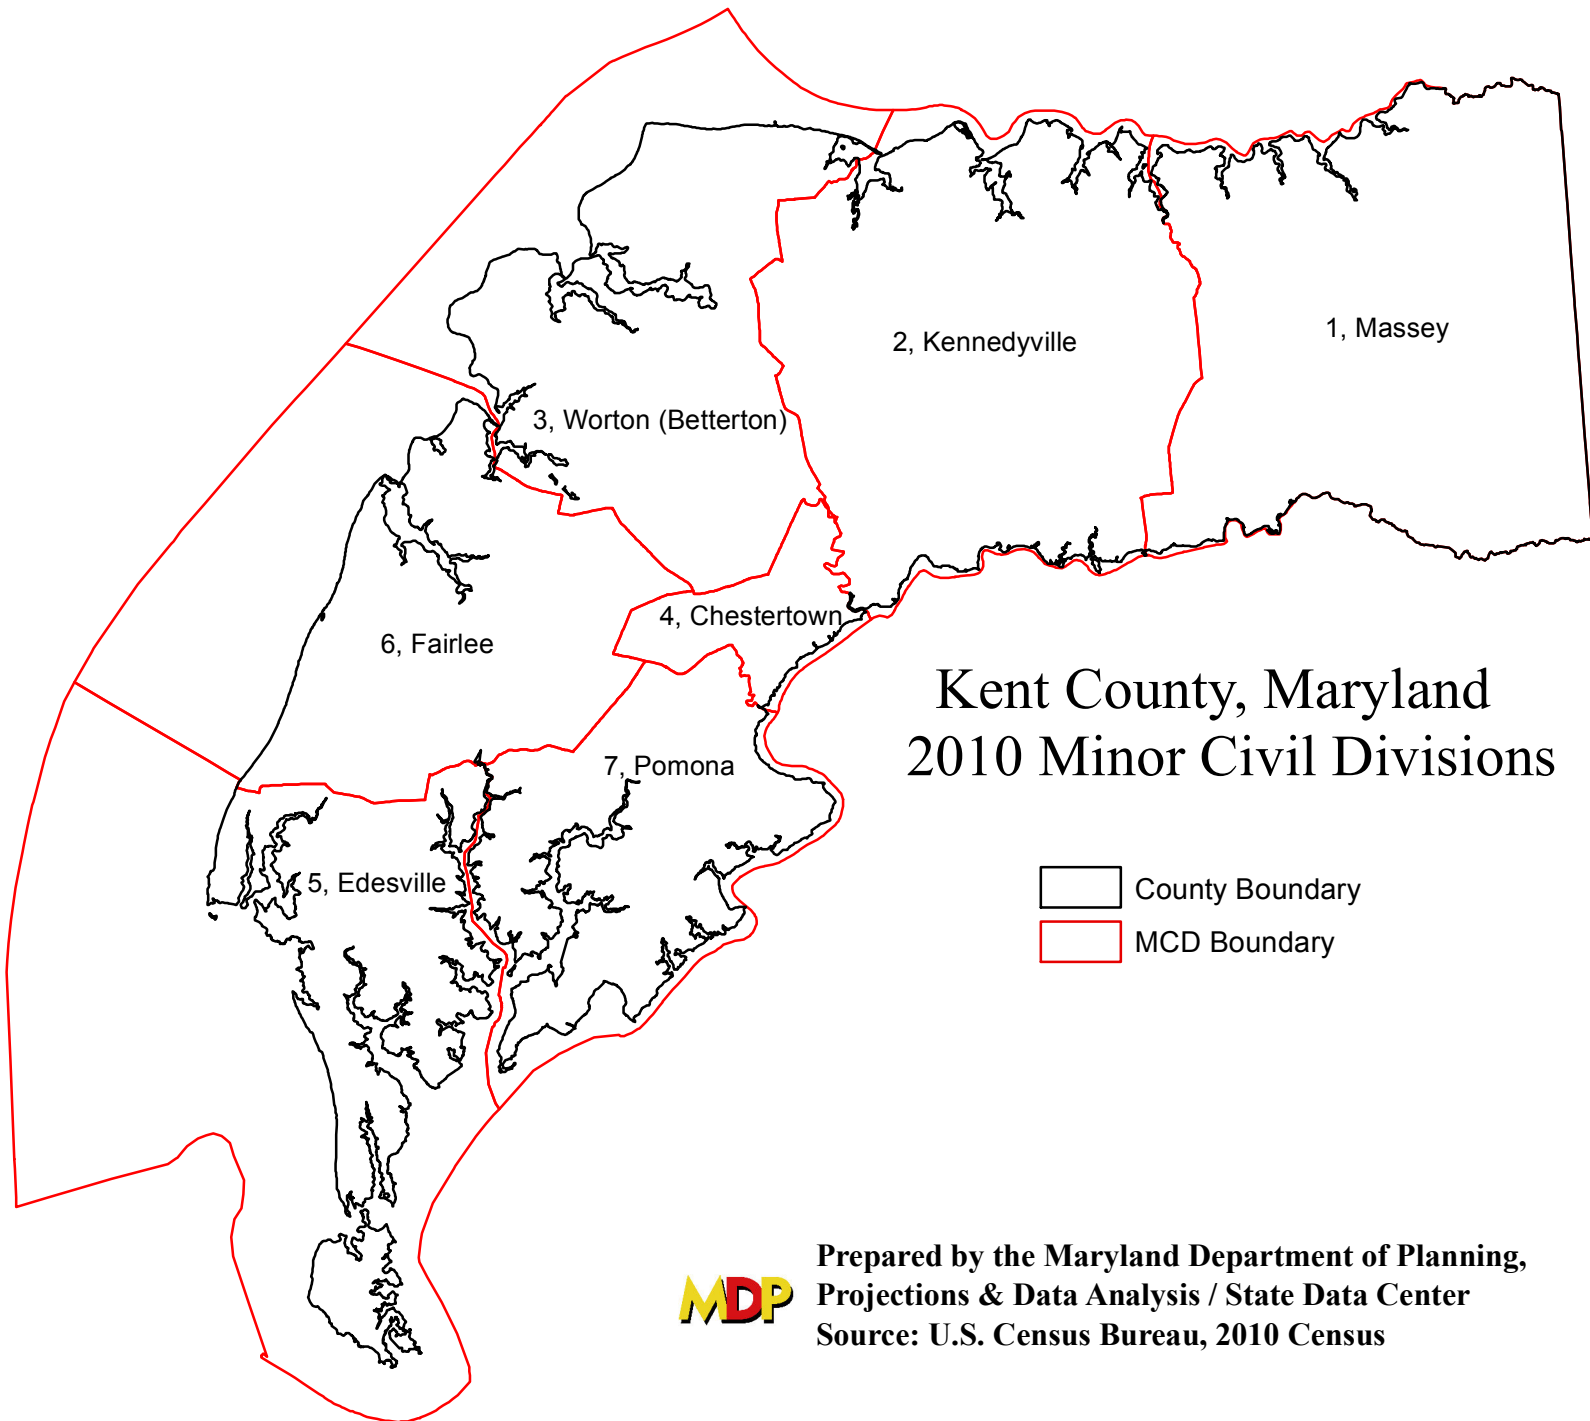 1, Massey
2, Kennedyville
3, Worton (Betterton)
4, Chestertown
6, Fairlee
7, Pomona
5, Edesville
Kent County, Maryland
2010 Minor Civil Divisions
County Boundary
MCD Boundary
MDP
Prepared by the Maryland Department of Planning,
Projections & Data Analysis / State Data Center
Source: U.S. Census Bureau, 2010 Census